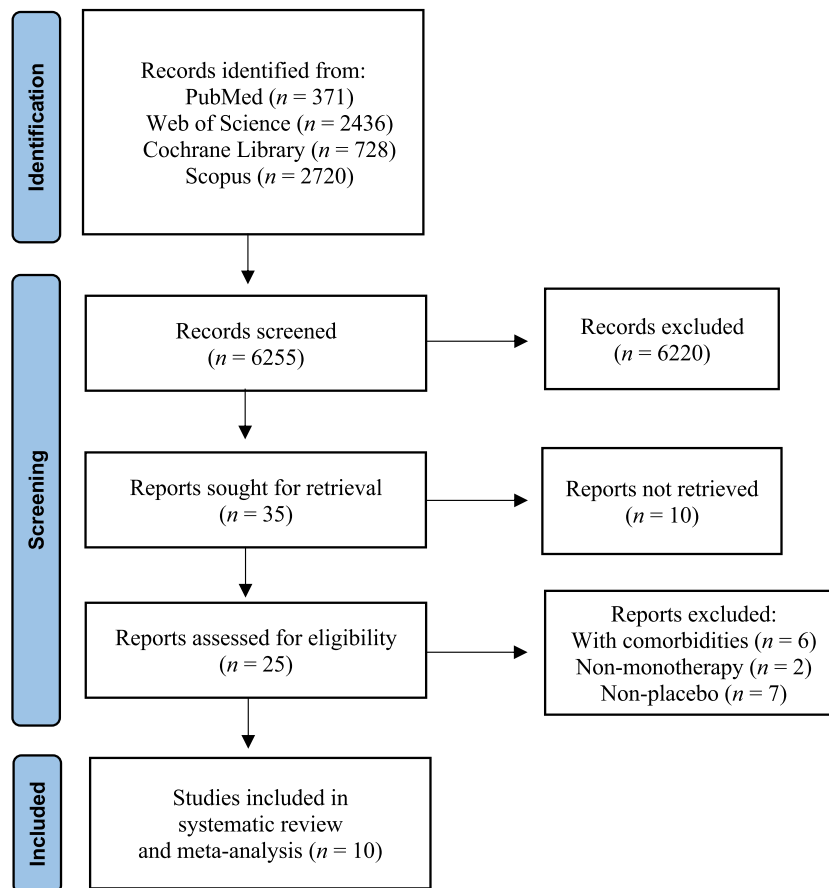 Identification
Records identified from:
PubMed (n = 371)
Web of Science (n = 2436)
Cochrane Library (n = 728)
Scopus (n = 2720)
Screening
Records screened
(n = 6255)
Records excluded
(n = 6220)
Reports sought for retrieval
(n = 35)
Reports not retrieved
(n = 10)
Reports assessed for eligibility
(n = 25)
Reports excluded:
With comorbidities (n = 6)
Non-monotherapy (n = 2)
Non-placebo (n = 7)
Included
Studies included in
systematic review
and meta-analysis (n = 10)